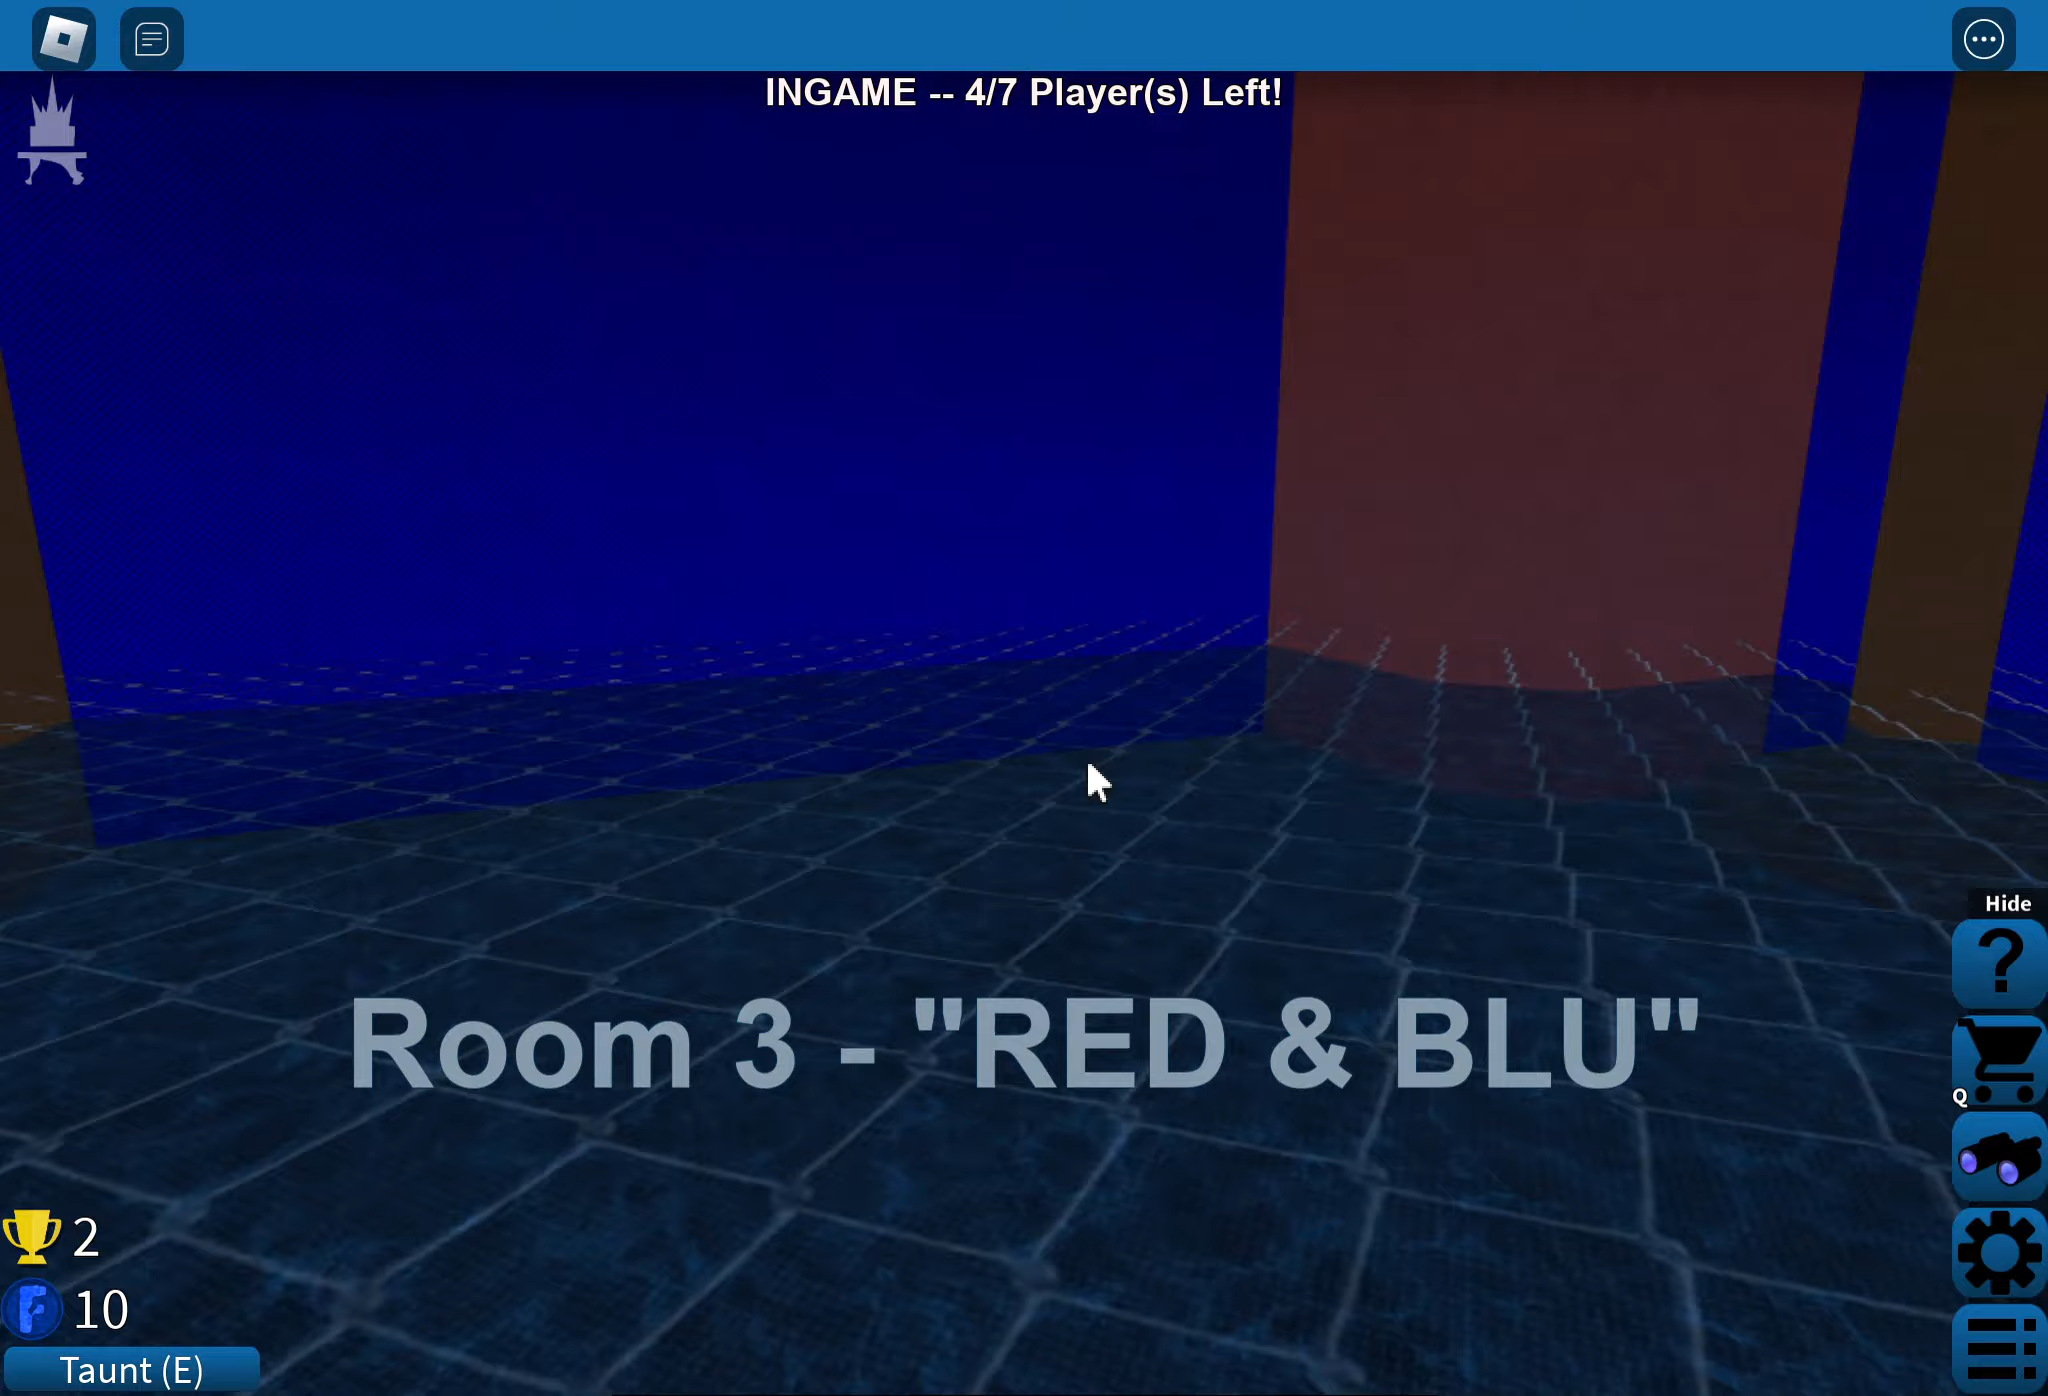 INGAME -- 4/7 Player(s) Left!
Hide
?
Q
Room 3 - "RED & BLU"
2
F 10
Taunt (E)